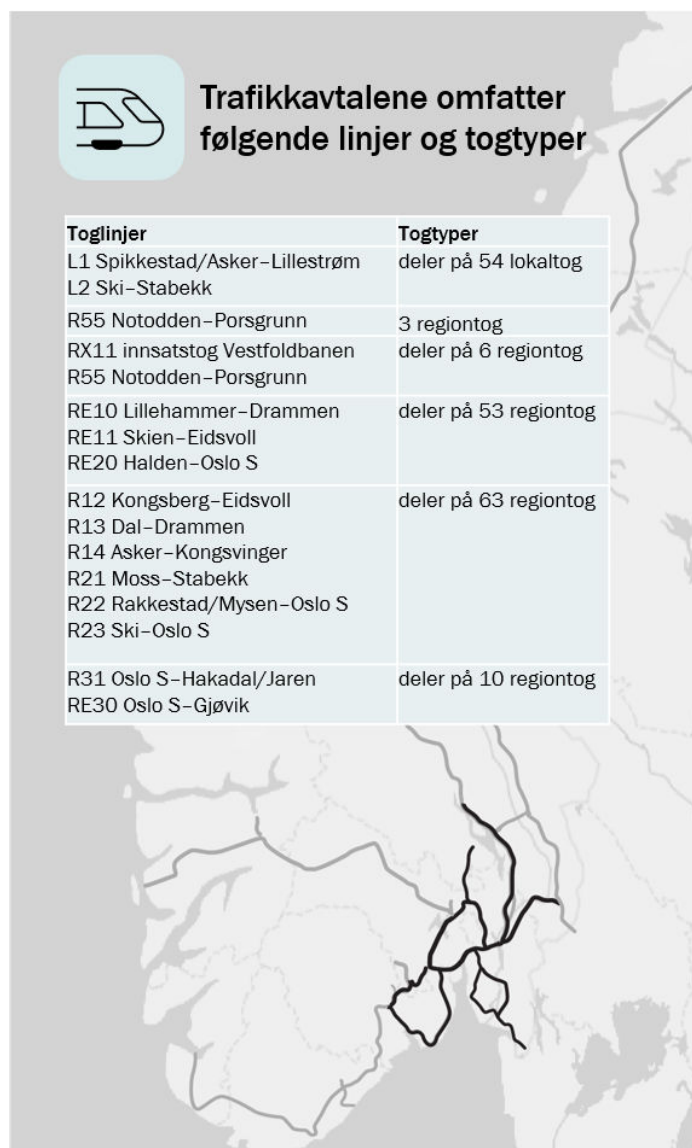 Trafikkavtalene omfatter
følgende linjer og togtyper
Toglinjer Togtyper
L1 Spikkestad/Asker–Lillestrøm deler på 54 lokaltog
L2 Ski–Stabekk
R55 Notodden–Porsgrunn 3 regiontog
RX11 innsatstog Vestfoldbanen deler på 6 regiontog
R55 Notodden–Porsgrunn
RE10 Lillehammer–Drammen deler på 53 regiontog
RE11 Skien–Eidsvoll
RE20 Halden–Oslo S
R12 Kongsberg–Eidsvoll deler på 63 regiontog
R13 Dal–Drammen
R14 Asker–Kongsvinger
R21 Moss–Stabekk
R22 Rakkestad/Mysen–Oslo S
R23 Ski–Oslo S
R31 Oslo S–Hakadal/Jaren deler på 10 regiontog
RE30 Oslo S–Gjøvik